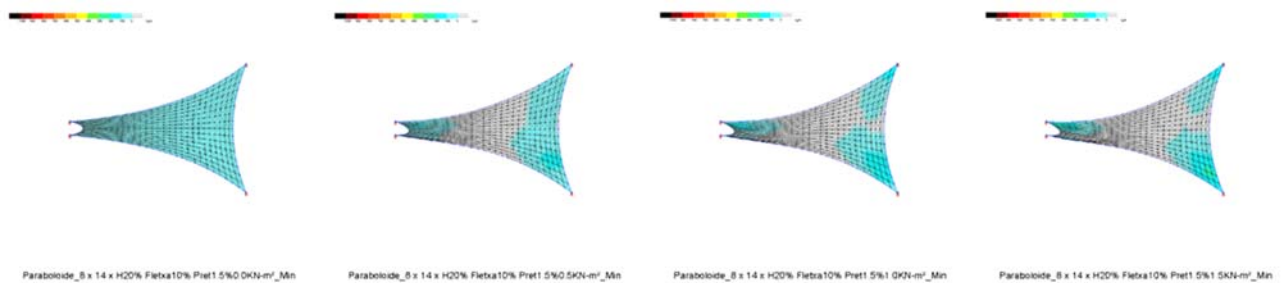 Paraboloide_8 x 14 x H20% Fletxa10% Pret1.5%0.0KN-m²_Min
Paraboloide_8 x 14 x H20% Fletxa10% Pret1.5%0.5KN-m²_Min
Paraboloide_8 x 14 x H20% Fletxa10% Pret1.5%1.0KN-m²_Min
Paraboloide_8 x 14 x H20% Fletxa10% Pret1.5%1.5KN-m²_Min